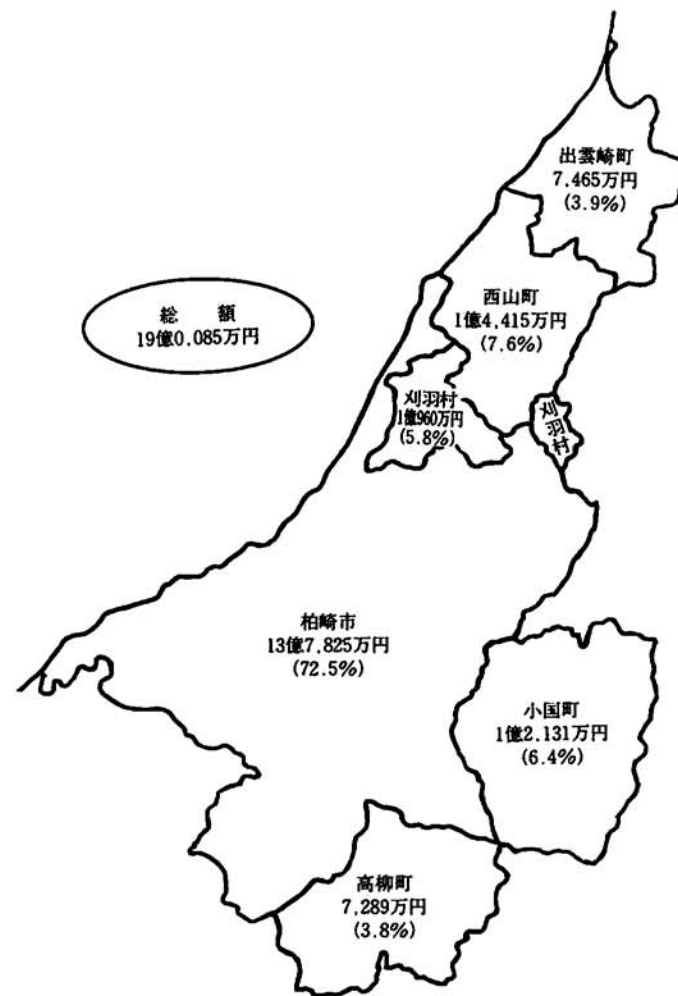 出雲崎町
7,465万円
(3.9%)
総　額
19億0,085万円
西山町
1億4,415万円
(7.6%)
刈羽村
1億960万円
(5.8%)
刈羽村
柏崎市
13億7,825万円
(72.5%)
小国町
1億2,131万円
(6.4%)
高柳町
7,289万円
(3.8%)